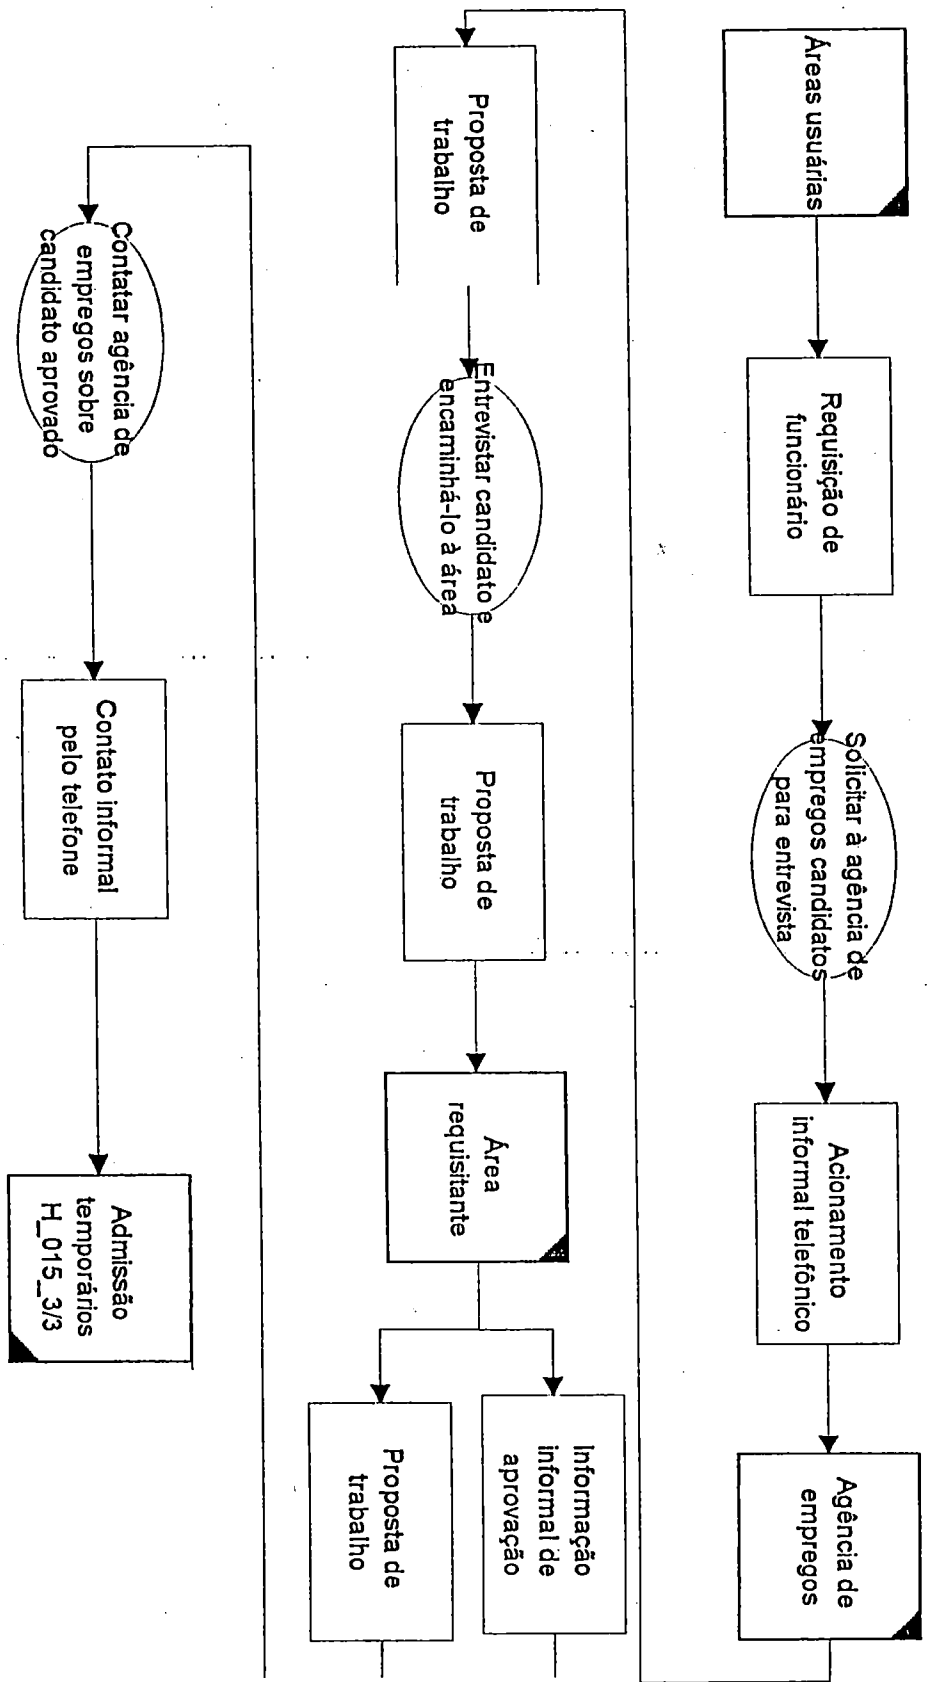 Áreas usuárias
Requisição de
funcionário
Solicitar à agência de
empregos candidatos
para entrevista
Acionamento
informal telefônico
Agência de
empregos
Proposta de
trabalho
Entrevistar candidato e
encaminhá-lo à área
Proposta de
trabalho
Área
requisitante
Informação
informal de
aprovação
Proposta de
trabalho
Contatar agência de
empregos sobre
candidato aprovado
Contato informal
pelo telefone
Admissão
temporários
H_015_3/3